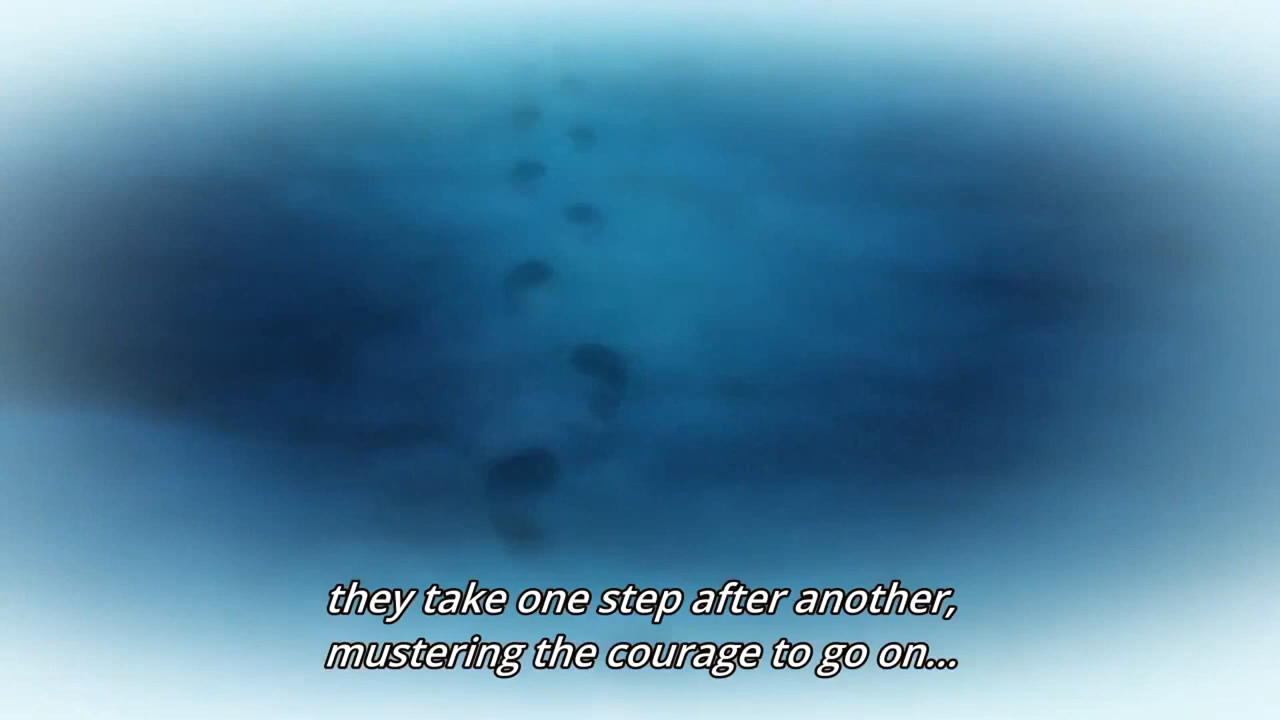 they take one step after another,
mustering the courage to go on...